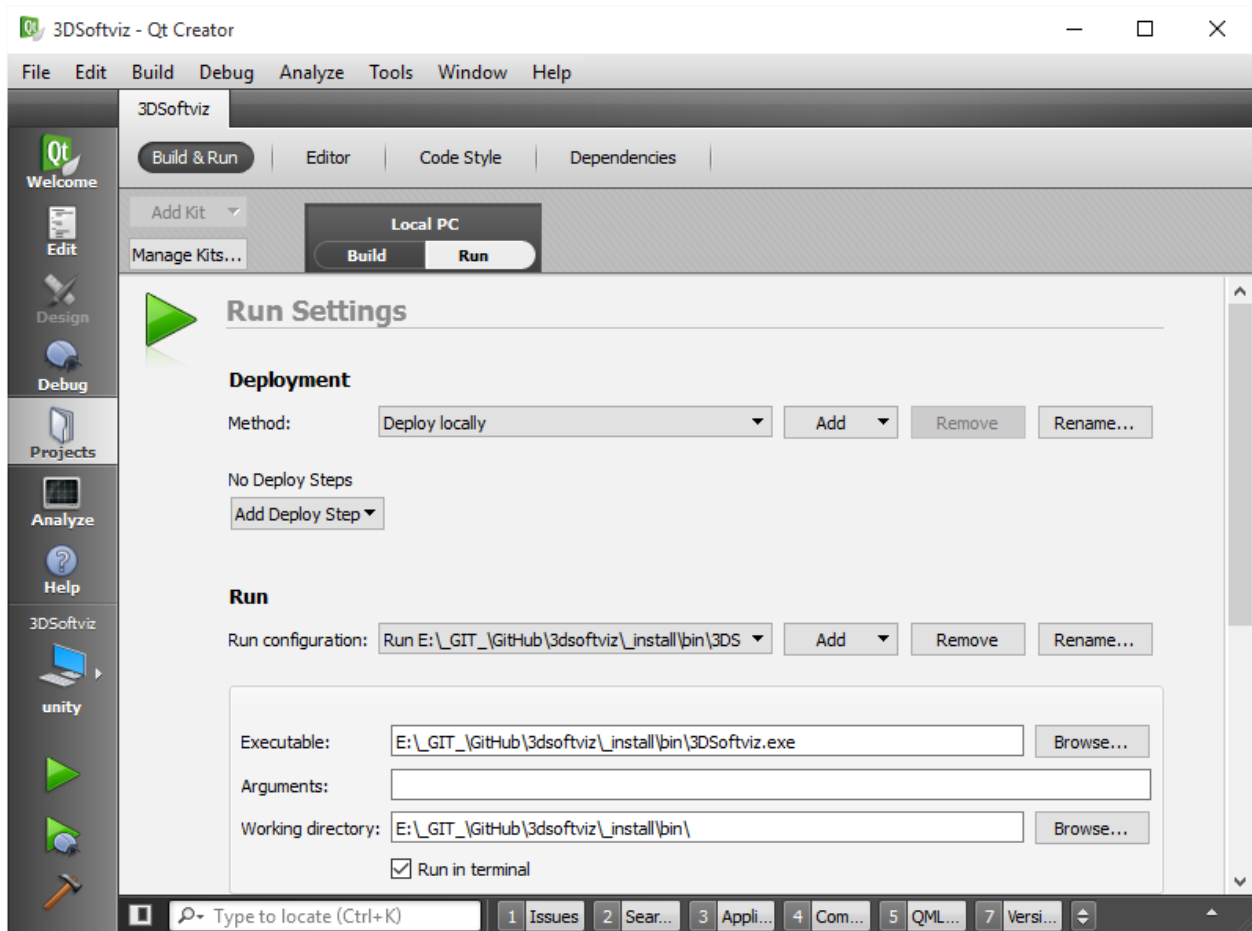 3DSoftviz - Qt Creator
File Edit Build Debug Analyze Tools Window Help
3DSoftviz
Build & Run Editor Code Style Dependencies
Qt
Welcome
Edit
Design
Debug
Projects
Analyze
Help
3DSoftviz
unity
Add Kit
Manage Kits...
Local PC
Build Run
Run Settings
Deployment
Method: Deploy locally Add Remove Rename...
No Deploy Steps
Add Deploy Step
Run
Run configuration: Run E:\_GIT_\GitHub\3dsoftviz\_install\bin\3DS Add Remove Rename...
Executable: E:\_GIT_\GitHub\3dsoftviz\_install\bin\3DSoftviz.exe Browse...
Arguments:
Working directory: E:\_GIT_\GitHub\3dsoftviz\_install\bin\ Browse...
Run in terminal
Type to locate (Ctrl+K) 1 Issues 2 Sear... 3 Appli... 4 Com... 5 QML... 7 Versi...